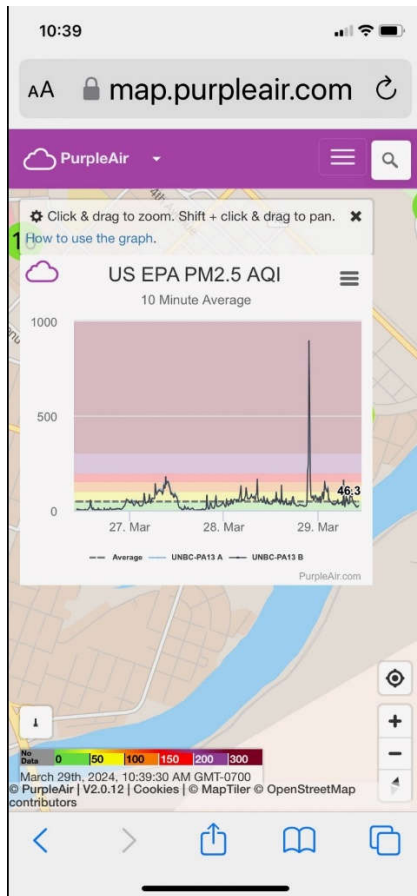 10:39
AA map.purpleair.com
PurpleAir
4th Avenue
Click & drag to zoom. Shift + click & drag to pan.
How to use the graph.
US EPA PM2.5 AQI
10 Minute Average
1000
500
0
46.3
27. Mar 28. Mar 29. Mar
Average UNBC-PA13 A UNBC-PA13 B
PurpleAir.com
No Data 0 50 100 150 200 300
March 29th, 2024, 10:39:30 AM GMT-0700
© PurpleAir | V2.0.12 | Cookies | © MapTiler © OpenStreetMap
contributors